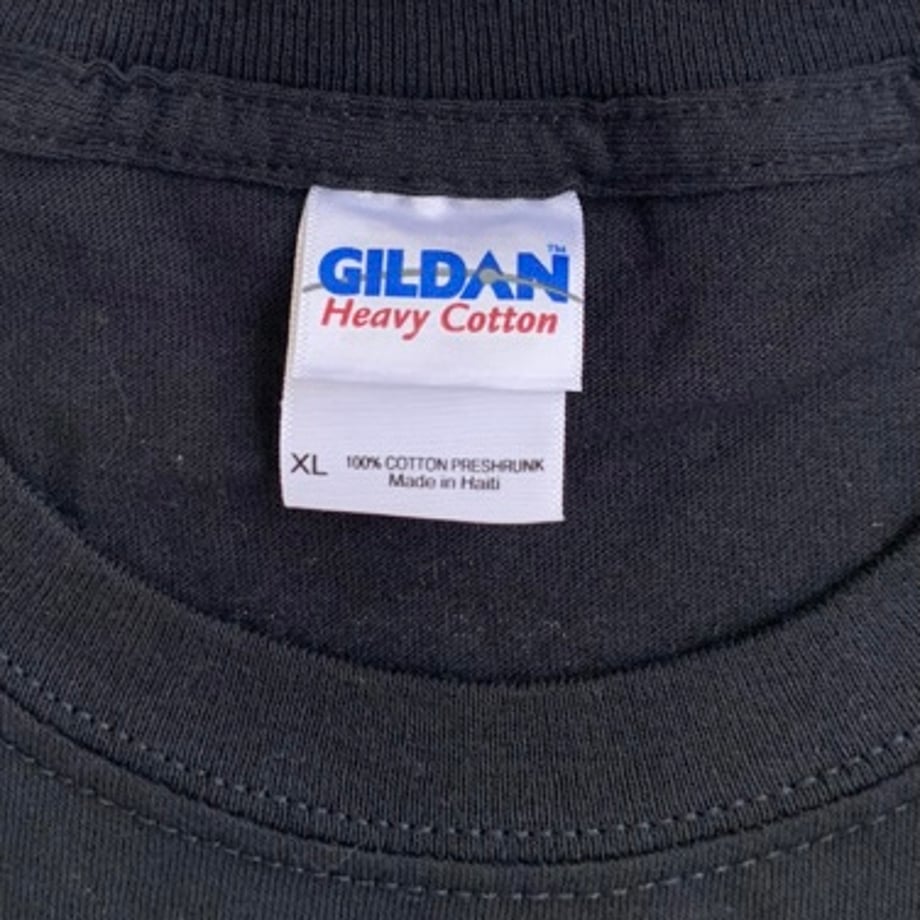 GILDAN™
Heavy Cotton
XL 100% COTTON PRESHRUNK
Made in Haiti